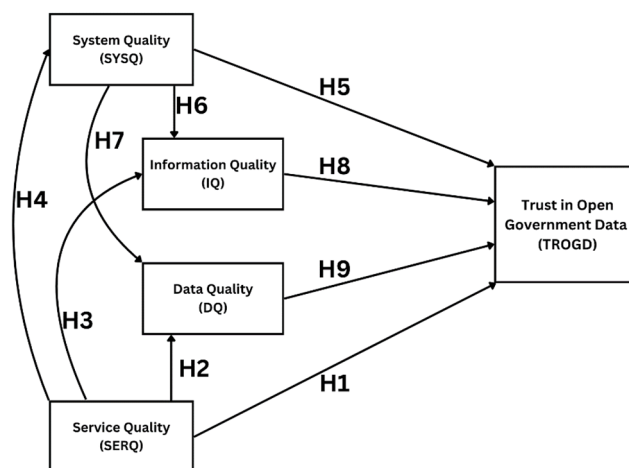 System Quality
(SYSQ)
H5
H6
H7
Information Quality
(IQ)
H8
H4
Trust in Open
Government Data
(TROGD)
Data Quality
(DQ)
H9
H3
H2
H1
Service Quality
(SERQ)